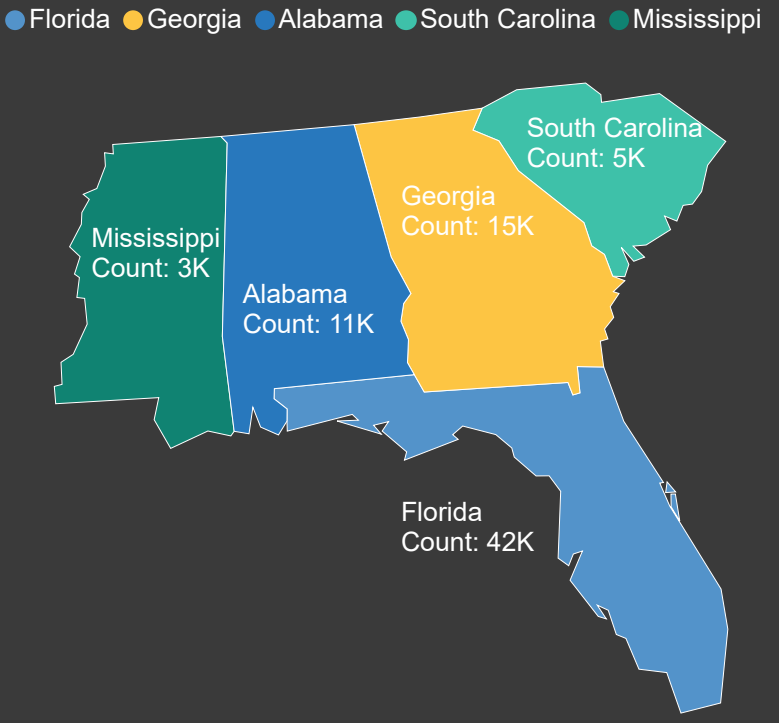 Florida Georgia Alabama South Carolina Mississippi
South Carolina
Count: 5K
Georgia
Count: 15K
Mississippi
Count: 3K
Alabama
Count: 11K
Florida
Count: 42K